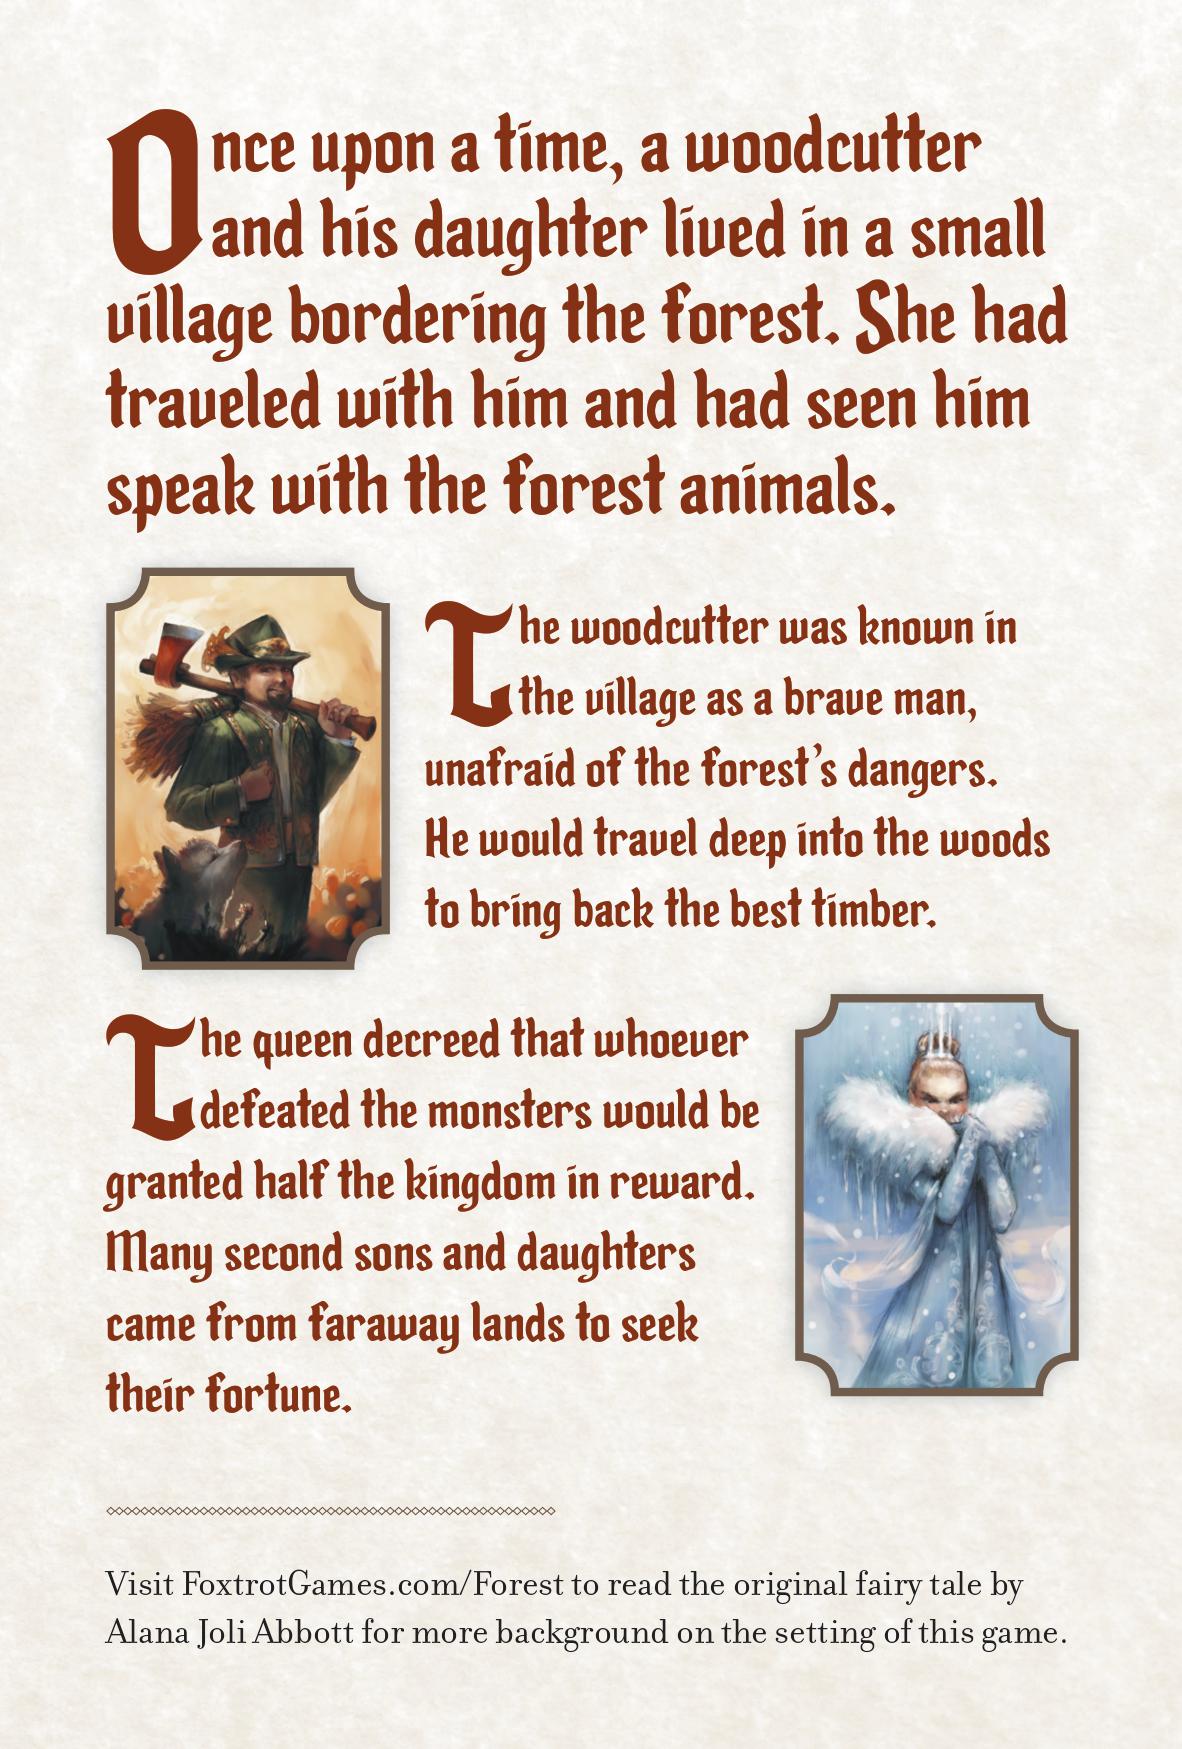 Once upon a time, a woodcutter
and his daughter lived in a small
village bordering the forest. She had
traveled with him and had seen him
speak with the forest animals.
The woodcutter was known in
the village as a brave man,
unafraid of the forest's dangers.
He would travel deep into the woods
to bring back the best timber.
The queen decreed that whoever
defeated the monsters would be
granted half the kingdom in reward.
Many second sons and daughters
came from faraway lands to seek
their fortune.
Visit FoxtrotGames.com/Forest to read the original fairy tale by
Alana Joli Abbott for more background on the setting of this game.